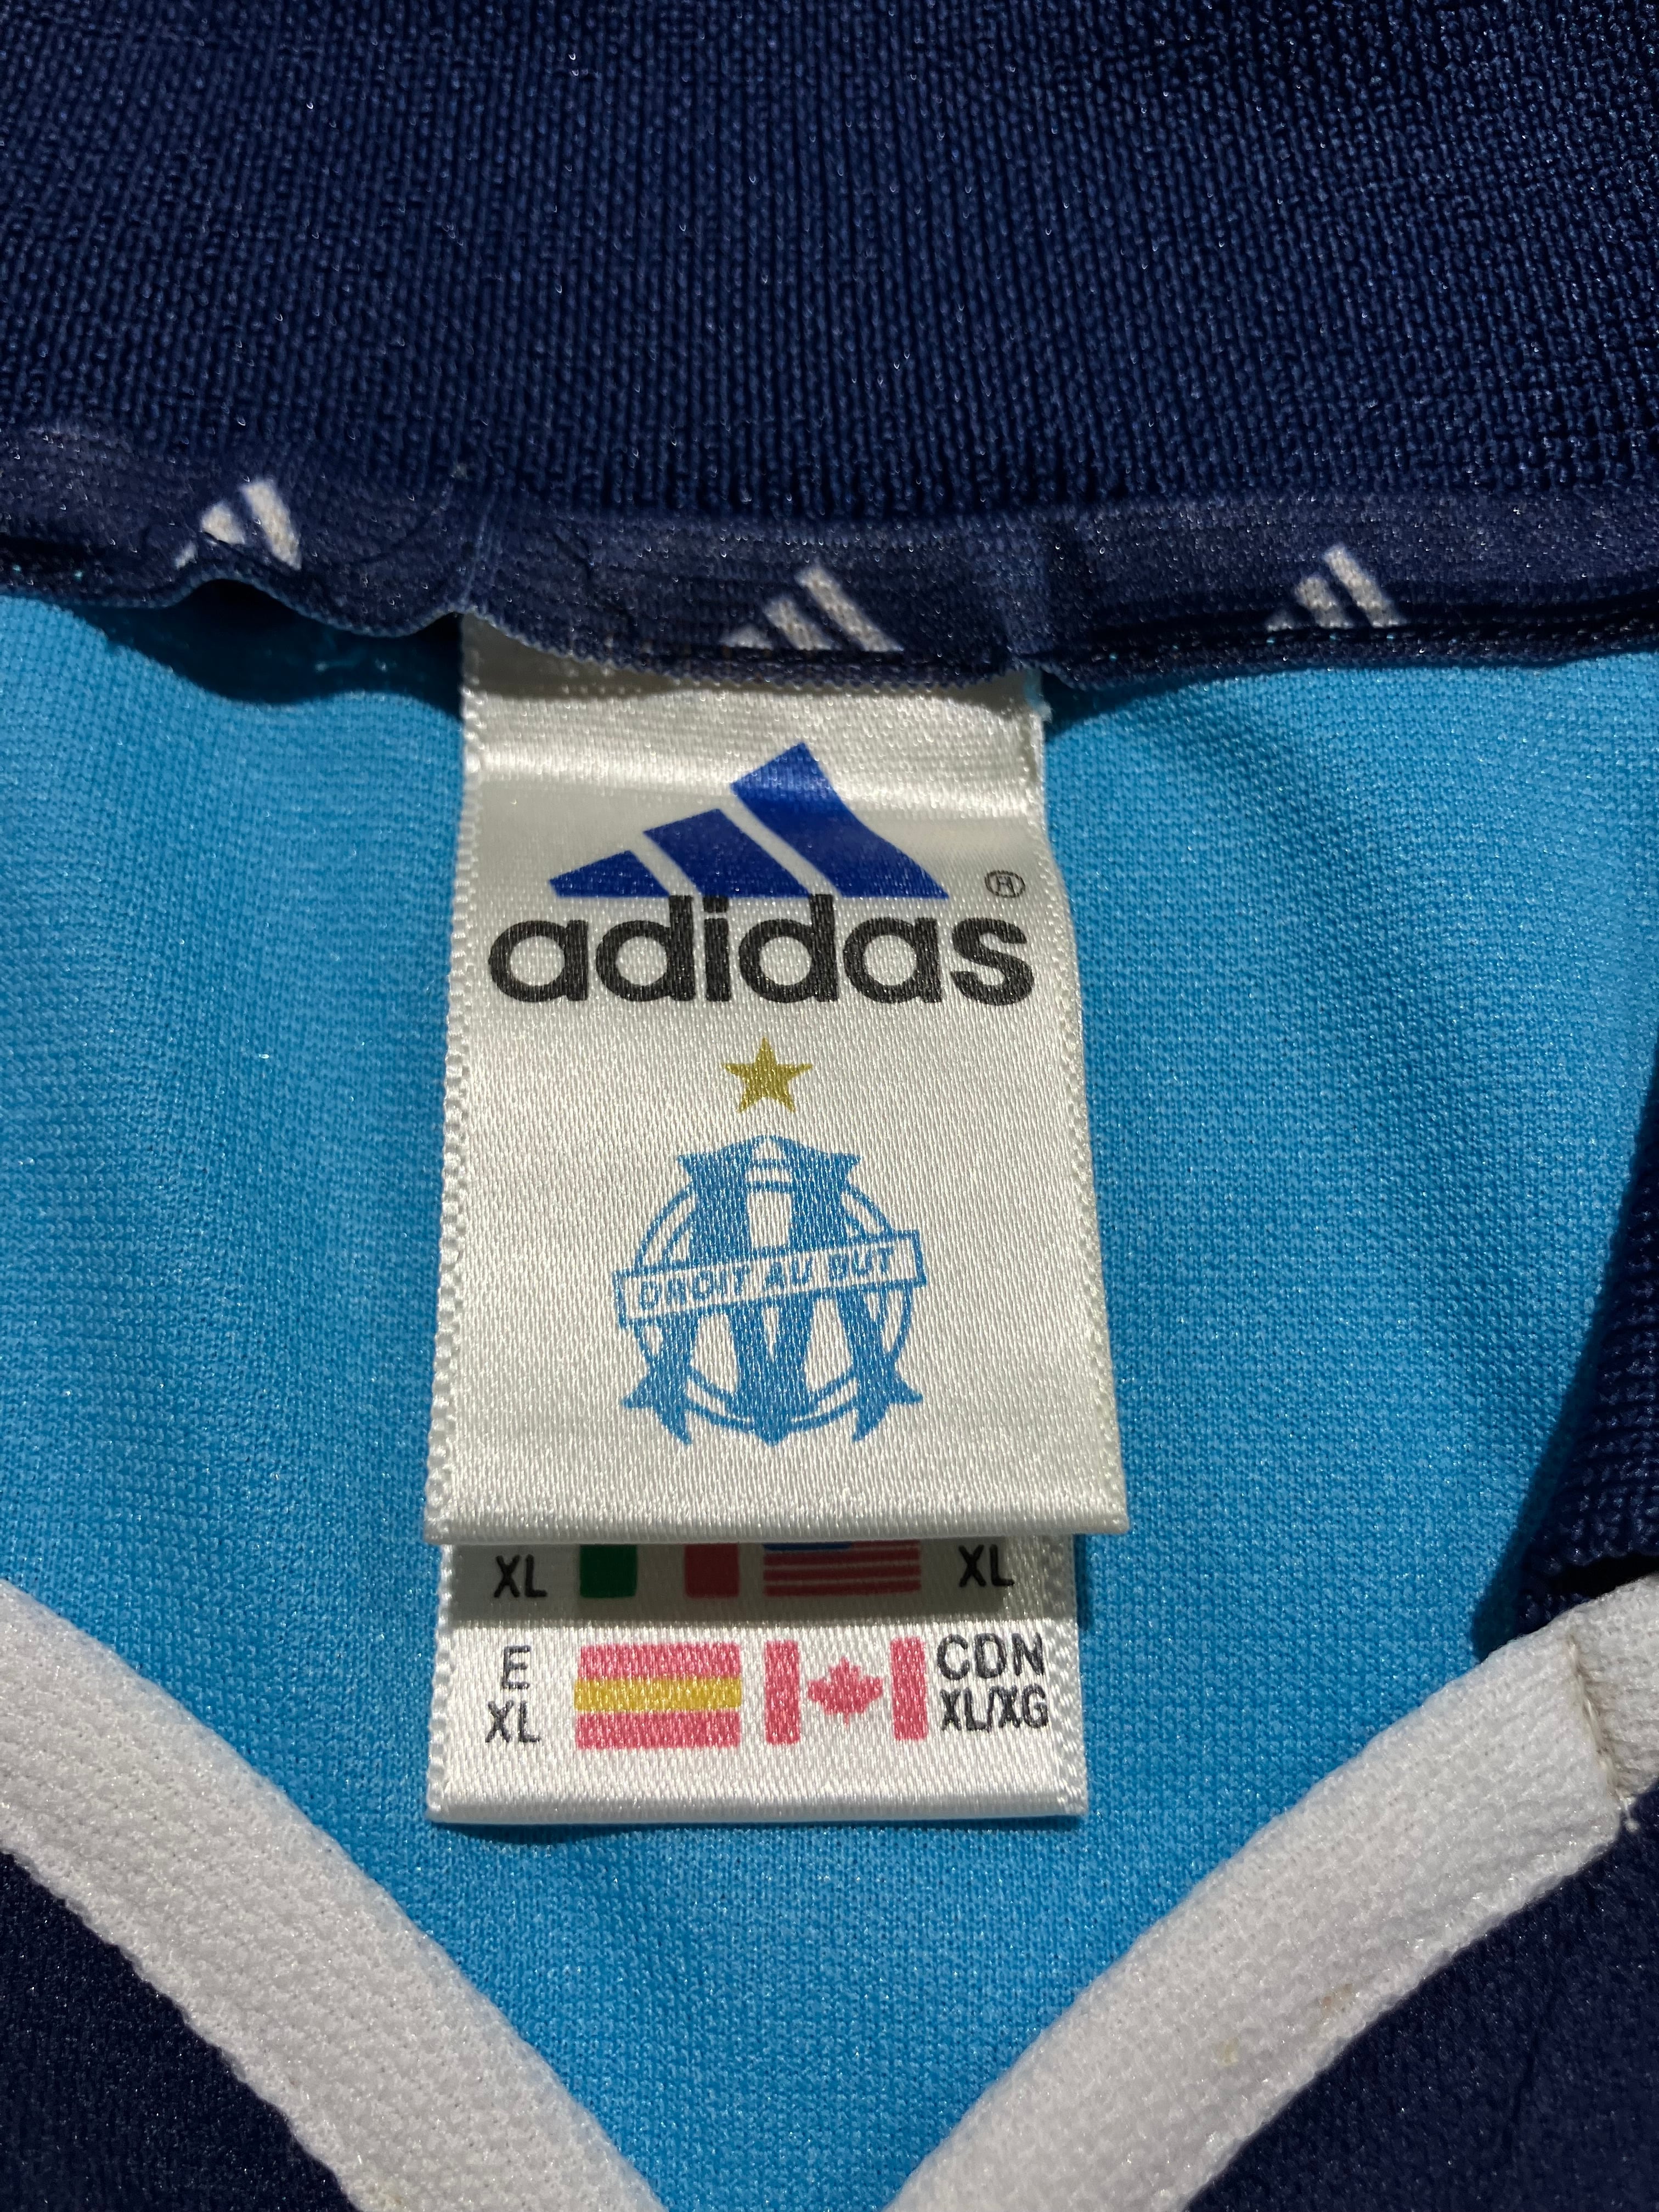 adidas ®
DROIT AU BUT
XL XL
E CDN
XL XL/XG